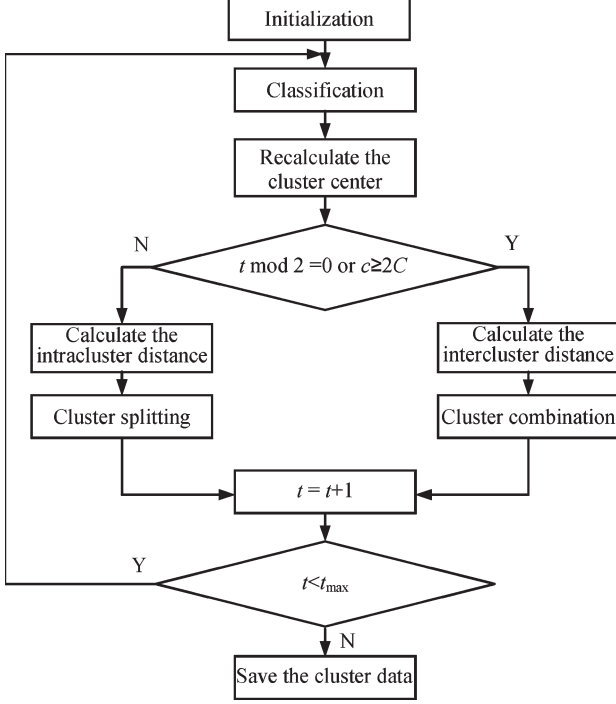 Initialization
Classification
Recalculate the
cluster center
N
Y
t mod 2 =0 or c≥2C
Calculate the
intracluster distance
Calculate the
intercluster distance
Cluster splitting
Cluster combination
t = t+1
Y
t<tmax
N
Save the cluster data